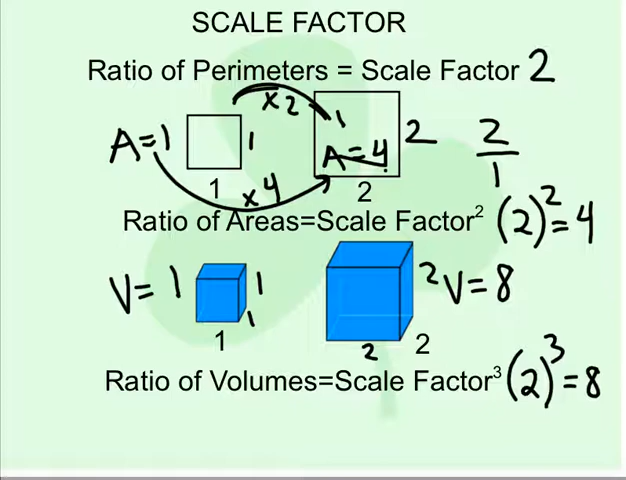 SCALE FACTOR
Ratio of Perimeters = Scale Factor 2
x2
A=1 1 1 A=4 2 2/1
1 x4 2
Ratio of Areas=Scale Factor² (2)²=4
V= 1 1 2 V=8
1
1 2 2
Ratio of Volumes=Scale Factor³ (2)³=8